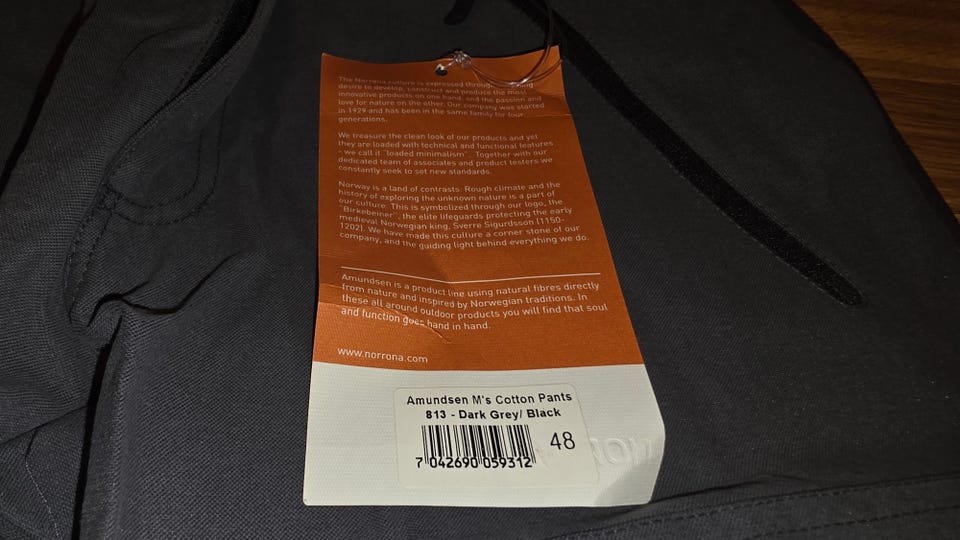 The Norrona culture is expressed through
desire to develop, construct and produce the most
innovative products on one hand, and the passion and
love for nature on the other. Our company was started
in 1929 and has been in the same family for four
generations.
We treasure the clean look of our products and yet
they are loaded with technical and functional features
- we call it "loaded minimalism". Together with our
dedicated team of associates and product testers we
constantly seek to set new standards.
Norway is a land of contrasts. Rough climate and the
history of exploring the unknown nature is a part of
our culture. This is symbolized through our logo, the
"Birkebeiner", the elite lifeguards protecting the early
medieval Norwegian king, Sverre Sigurdsson (1150-
1202). We have made this culture a corner stone of our
company, and the guiding light behind everything we do.
Amundsen is a product line using natural fibres directly
from nature and inspired by Norwegian traditions. In
these all around outdoor products you will find that soul
and function goes hand in hand.
www.norrona.com
Amundsen M's Cotton Pants
813 - Dark Grey/ Black
48
7 042690 059312